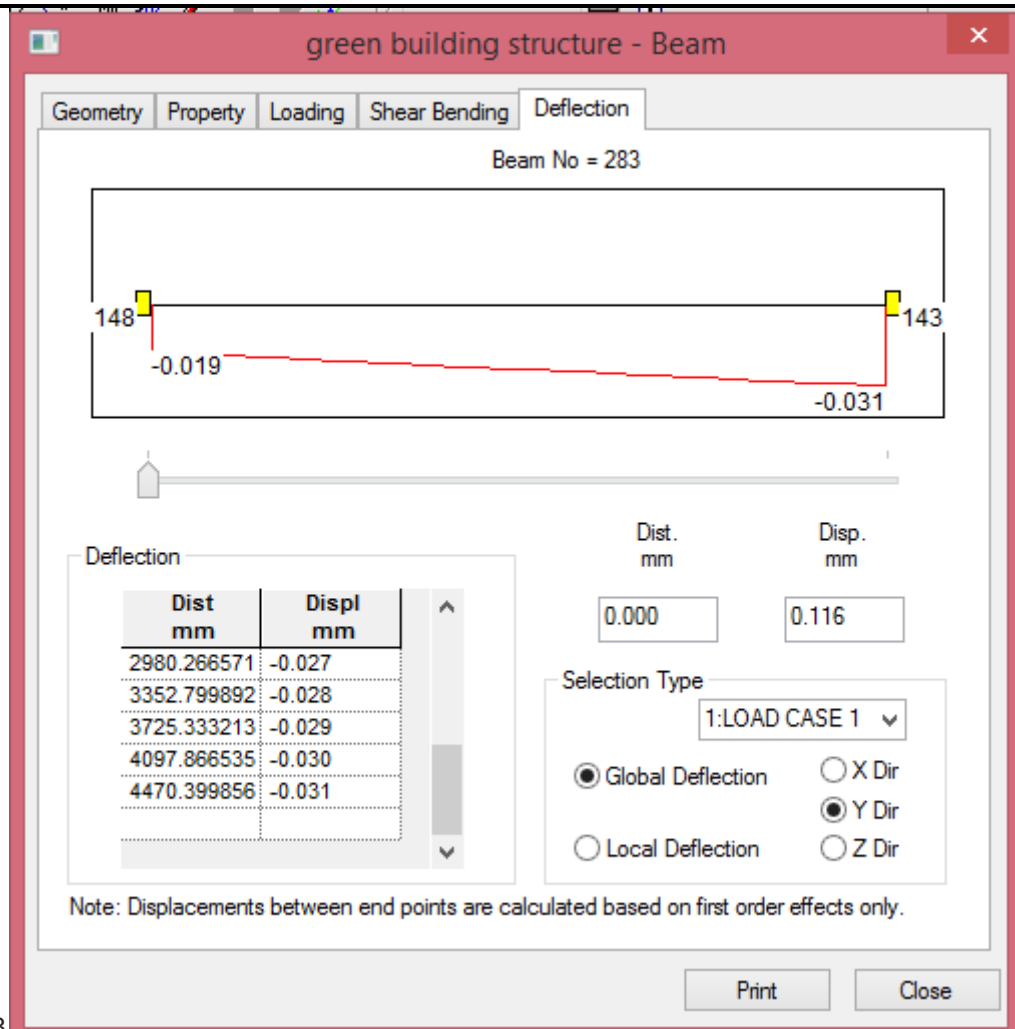 green building structure - Beam
Geometry Property Loading Shear Bending Deflection
Beam No = 283
148 143
-0.019
-0.031
Dist. Disp.
mm mm
0.000 0.116
Deflection
Dist Displ
mm mm
2980.266571 -0.027
3352.799892 -0.028
3725.333213 -0.029
4097.866535 -0.030
4470.399856 -0.031
Selection Type
1:LOAD CASE 1
Global Deflection X Dir
Y Dir
Local Deflection Z Dir
Note: Displacements between end points are calculated based on first order effects only.
Print Close